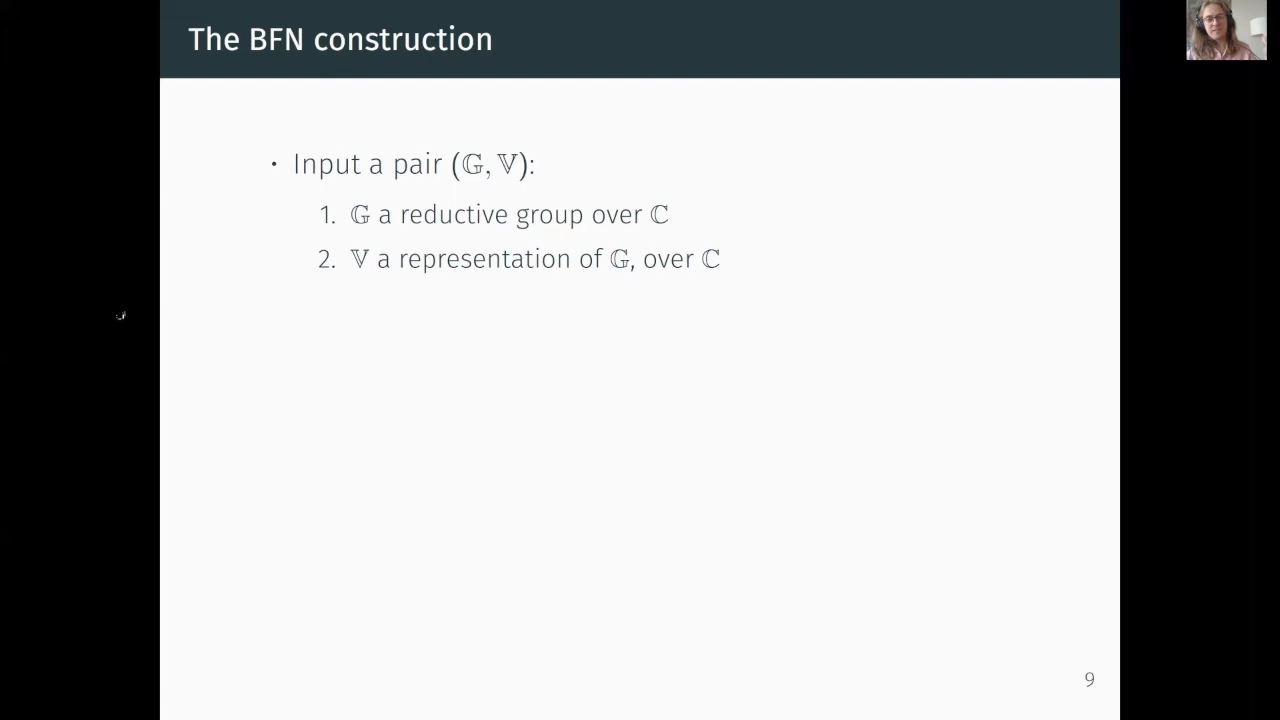 The BFN construction
• Input a pair (𝔾, 𝕍):
1. 𝔾 a reductive group over ℂ
2. 𝕍 a representation of 𝔾, over ℂ
9